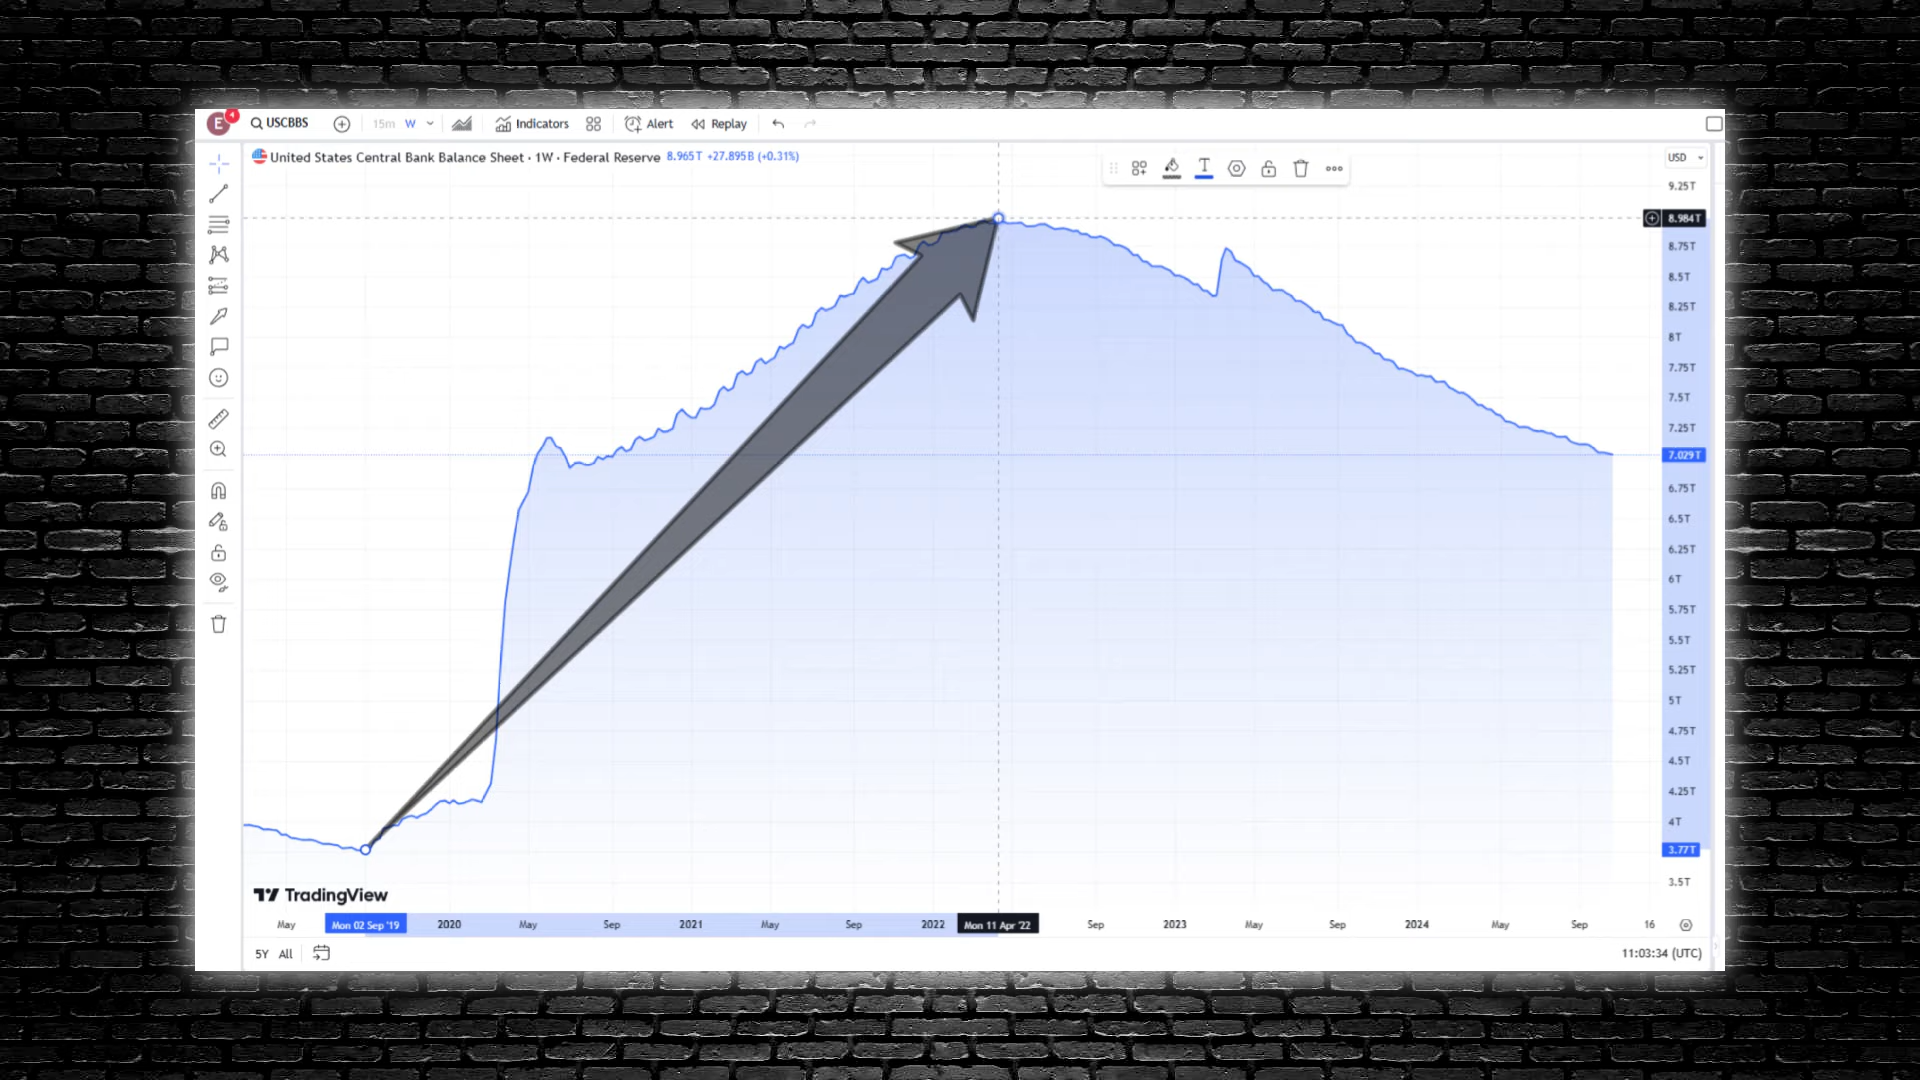 E 4 USCBBS 15m W Indicators Alert Replay
United States Central Bank Balance Sheet · 1W · Federal Reserve 8.965T +27.895B (+0.31%)
USD
9.25T
8.984T
8.75T
8.5T
8.25T
8T
7.75T
7.5T
7.25T
7.029T
6.75T
6.5T
6.25T
6T
5.75T
5.5T
5.25T
5T
4.75T
4.5T
4.25T
4T
3.77T
3.5T
TradingView
May Mon 02 Sep '19 2020 May Sep 2021 May Sep 2022 Mon 11 Apr '22 Sep 2023 May Sep 2024 May Sep 16
5Y All 11:03:34 (UTC)